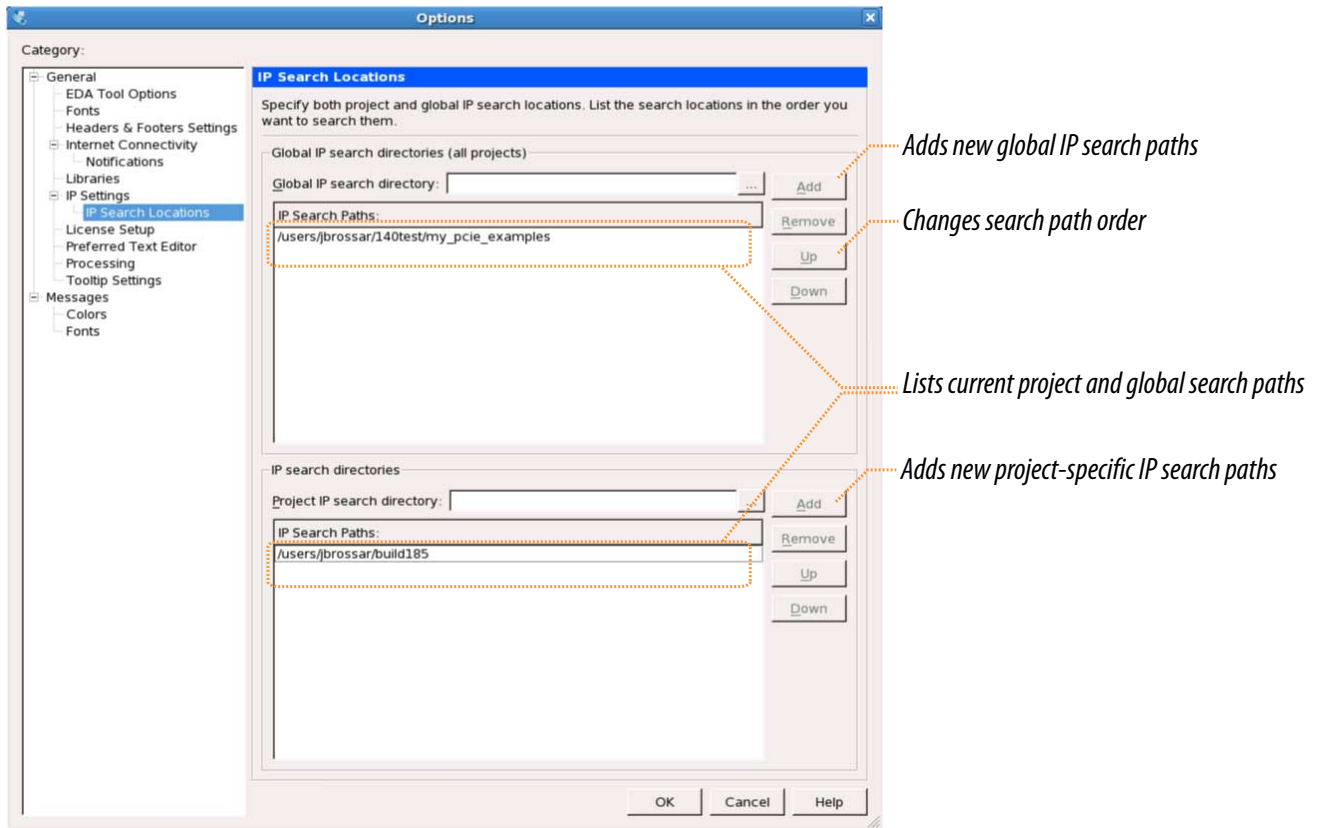 Options
Category:
General
EDA Tool Options
Fonts
Headers & Footers Settings
Internet Connectivity
Notifications
Libraries
IP Settings
IP Search Locations
License Setup
Preferred Text Editor
Processing
Tooltip Settings
Messages
Colors
Fonts
IP Search Locations
Specify both project and global IP search locations. List the search locations in the order you
want to search them.
Global IP search directories (all projects)
Global IP search directory:
...
Add
IP Search Paths:
Remove
/users/jbrossar/140test/my_pcie_examples
Up
Down
IP search directories
Project IP search directory:
Add
IP Search Paths:
Remove
/users/jbrossar/build185
Up
Down
OK
Cancel
Help
Adds new global IP search paths
Changes search path order
Lists current project and global search paths
Adds new project-specific IP search paths